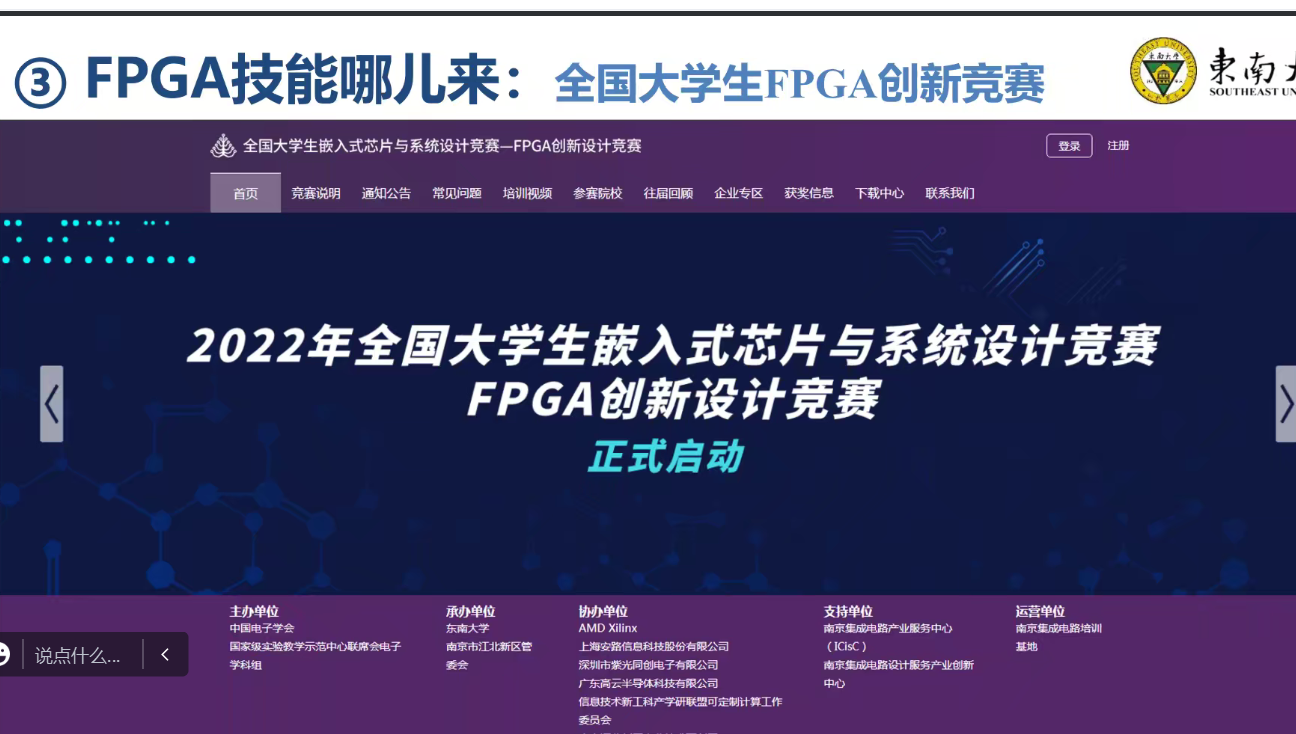 ③ FPGA技能哪儿来：全国大学生FPGA创新竞赛
東南
SOUTHEAST UN
全国大学生嵌入式芯片与系统设计竞赛—FPGA创新设计竞赛
登录 注册
首页 竞赛说明 通知公告 常见问题 培训视频 参赛院校 往届回顾 企业专区 获奖信息 下载中心 联系我们
2022年全国大学生嵌入式芯片与系统设计竞赛
FPGA创新设计竞赛
正式启动
主办单位
中国电子学会
国家级实验教学示范中心联席会电子
学科组
承办单位
东南大学
南京市江北新区管
委会
协办单位
AMD Xilinx
上海安路信息科技股份有限公司
深圳市紫光同创电子有限公司
广东高云半导体科技有限公司
信息技术新工科产学研联盟可定制计算工作
委员会
支持单位
南京集成电路产业服务中心
（ICisC）
南京集成电路设计服务产业创新
中心
运营单位
南京集成电路培训
基地
说点什么...